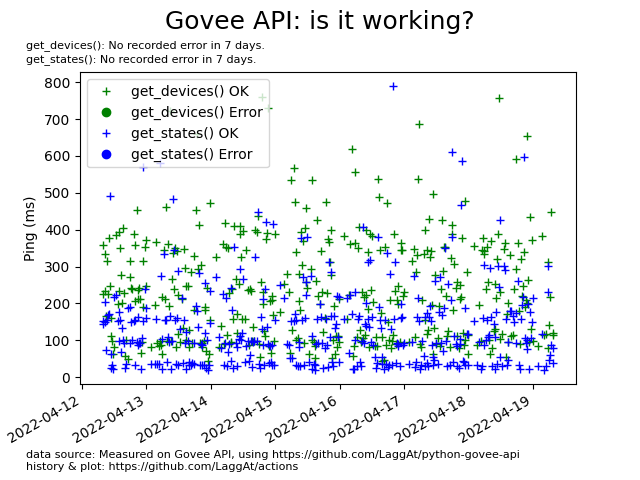 Govee API: is it working?
get_devices(): No recorded error in 7 days.
get_states(): No recorded error in 7 days.
800
700
600
500
400
300
200
100
0
Ping (ms)
get_devices() OK
get_devices() Error
get_states() OK
get_states() Error
2022-04-12
2022-04-13
2022-04-14
2022-04-15
2022-04-16
2022-04-17
2022-04-18
2022-04-19
data source: Measured on Govee API, using https://github.com/LaggAt/python-govee-api
history & plot: https://github.com/LaggAt/actions